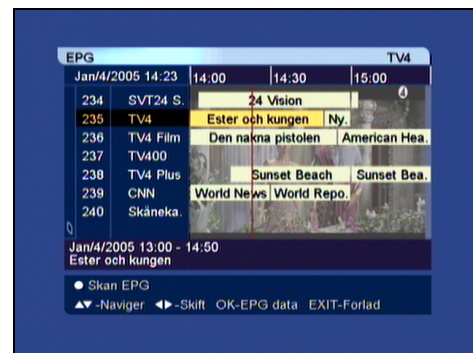 EPG TV4
Jan/4/2005 14:23 14:00 14:30 15:00
234 SVT24 S. 24 Vision
235 TV4 Ester och kungen Ny.
236 TV4 Film Den nakna pistolen American Hea.
237 TV400
238 TV4 Plus Sunset Beach Sunset Bea.
239 CNN World News World Repo.
240 Skåneka.
Jan/4/2005 13:00 - 14:50
Ester och kungen
Skan EPG
▲▼-Naviger ◀▶-Skift OK-EPG data EXIT-Forlad